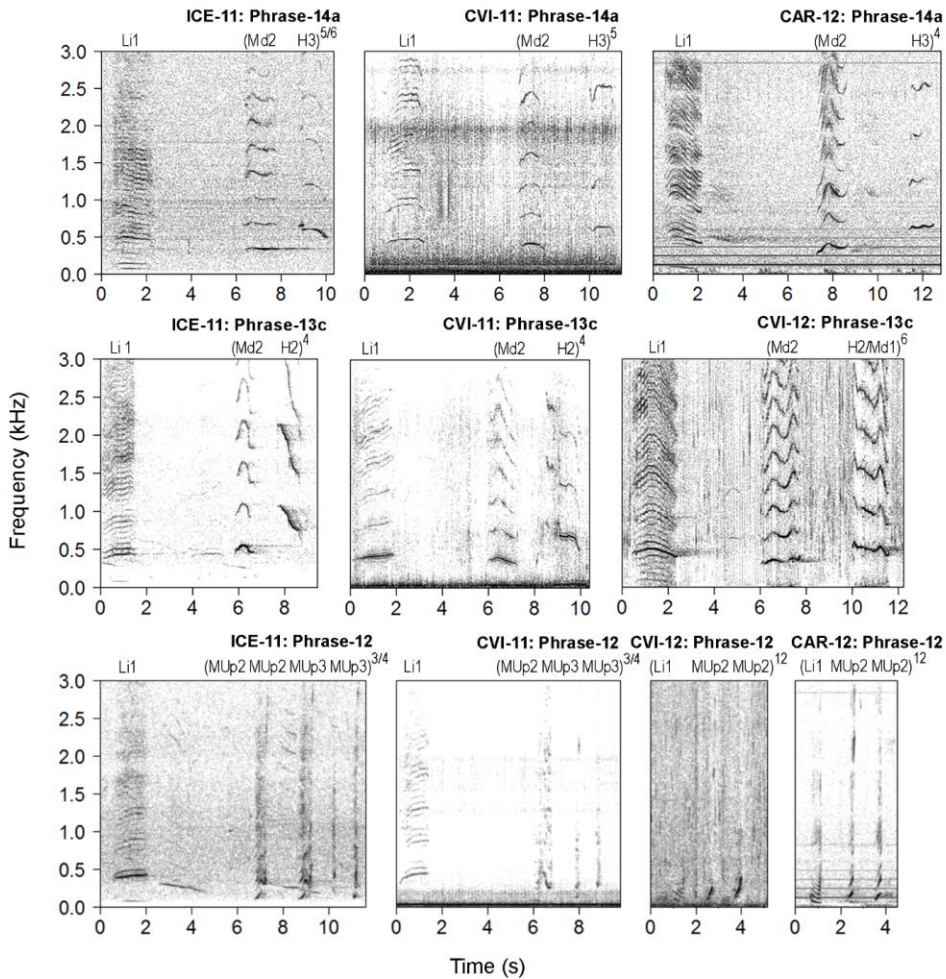 ICE-11: Phrase-14a CVI-11: Phrase-14a CAR-12: Phrase-14a
Li1 (Md2 H3)5/6 Li1 (Md2 H3)5 Li1 (Md2 H3)4
3.0
2.5
2.0
1.5
1.0
0.5
0.0
0 2 4 6 8 10 0 2 4 6 8 10 0 2 4 6 8 10 12
ICE-11: Phrase-13c CVI-11: Phrase-13c CVI-12: Phrase-13c
Li 1 (Md2 H2)4 Li1 (Md2 H2)4 Li1 (Md2 H2/Md1)6
3.0
2.5
2.0
1.5
1.0
0.5
0.0
0 2 4 6 8 0 2 4 6 8 10 0 2 4 6 8 10 12
Frequency (kHz)
ICE-11: Phrase-12 CVI-11: Phrase-12 CVI-12: Phrase-12 CAR-12: Phrase-12
Li1 (MUp2 MUp2 MUp3 MUp3)3/4 Li1 (MUp2 MUp3 MUp3)3/4 (Li1 MUp2 MUp2)12 (Li1 MUp2 MUp2)12
3.0
2.5
2.0
1.5
1.0
0.5
0.0
0 2 4 6 8 10 0 2 4 6 8 0 2 4 0 2 4
Time (s)